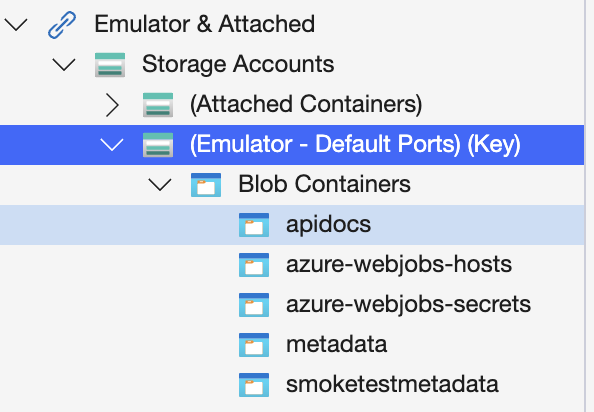 Emulator & Attached
Storage Accounts
(Attached Containers)
(Emulator - Default Ports) (Key)
Blob Containers
apidocs
azure-webjobs-hosts
azure-webjobs-secrets
metadata
smoketestmetadata